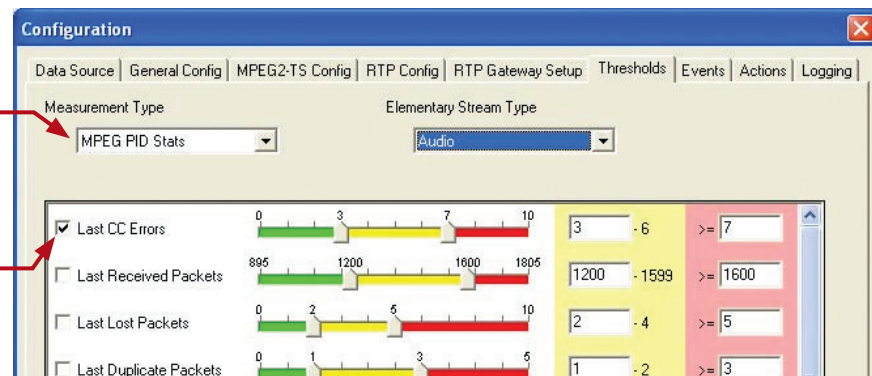 Configuration
Data Source General Config MPEG2-TS Config RTP Config RTP Gateway Setup Thresholds Events Actions Logging
Measurement Type Elementary Stream Type
MPEG PID Stats Audio
0 3 7 10
Last CC Errors 3 - 6 >= 7
895 1200 1600 1805
Last Received Packets 1200 - 1599 >= 1600
0 2 5 10
Last Lost Packets 2 - 4 >= 5
0 1 3 5
Last Duplicate Packets 1 - 2 >= 3